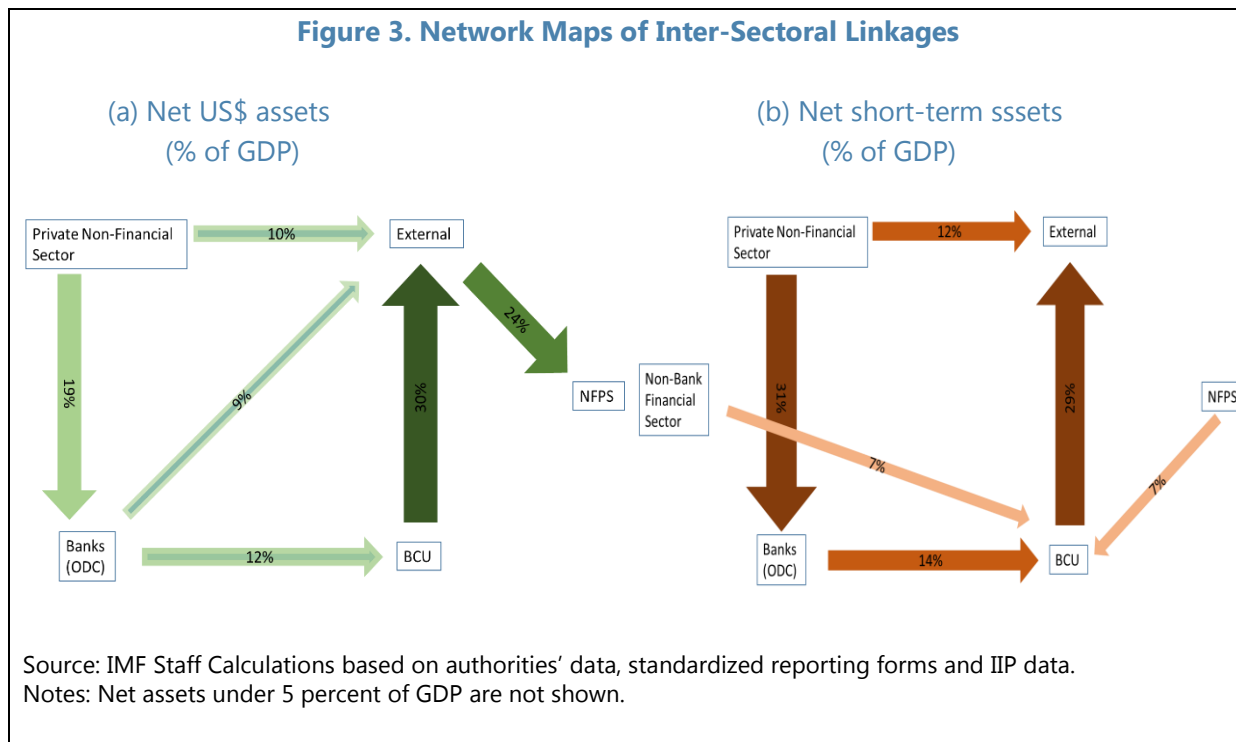 Figure 3. Network Maps of Inter-Sectoral Linkages
(a) Net US$ assets
(% of GDP)
Private Non-Financial
Sector
10%
External
19%
9%
30%
24%
NFPS
Banks
(ODC)
12%
BCU
(b) Net short-term sssets
(% of GDP)
Private Non-Financial
Sector
12%
External
Non-Bank
Financial
Sector
31%
29%
NFPS
7%
7%
Banks
(ODC)
14%
BCU
Source: IMF Staff Calculations based on authorities’ data, standardized reporting forms and IIP data.
Notes: Net assets under 5 percent of GDP are not shown.